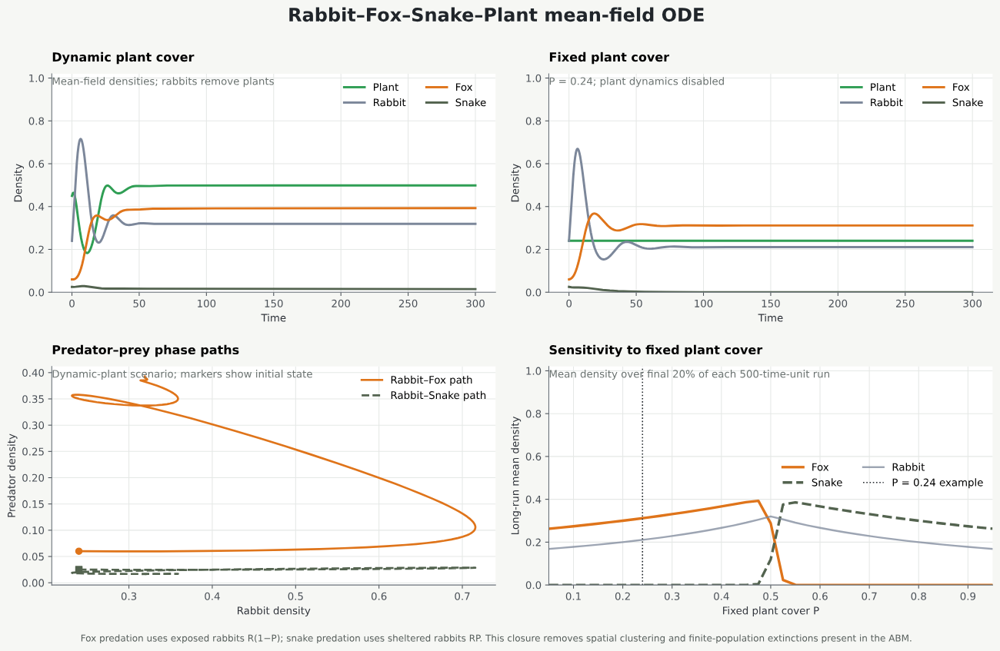 Rabbit–Fox–Snake–Plant mean-field ODE
Dynamic plant cover
Mean-field densities; rabbits remove plants
Plant
Fox
Rabbit
Snake
Density
1.0
0.8
0.6
0.4
0.2
0.0
0 50 100 150 200 250 300
Time
Fixed plant cover
P = 0.24; plant dynamics disabled
Plant
Fox
Rabbit
Snake
Density
1.0
0.8
0.6
0.4
0.2
0.0
0 50 100 150 200 250 300
Time
Predator–prey phase paths
Dynamic-plant scenario; markers show initial state
Rabbit–Fox path
Rabbit–Snake path
Predator density
0.40
0.35
0.30
0.25
0.20
0.15
0.10
0.05
0.00
0.3 0.4 0.5 0.6 0.7
Rabbit density
Sensitivity to fixed plant cover
Mean density over final 20% of each 500-time-unit run
Fox
Rabbit
Snake
P = 0.24 example
Long-run mean density
1.0
0.8
0.6
0.4
0.2
0.0
0.1 0.2 0.3 0.4 0.5 0.6 0.7 0.8 0.9
Fixed plant cover P
Fox predation uses exposed rabbits R(1−P); snake predation uses sheltered rabbits RP. This closure removes spatial clustering and finite-population extinctions present in the ABM.